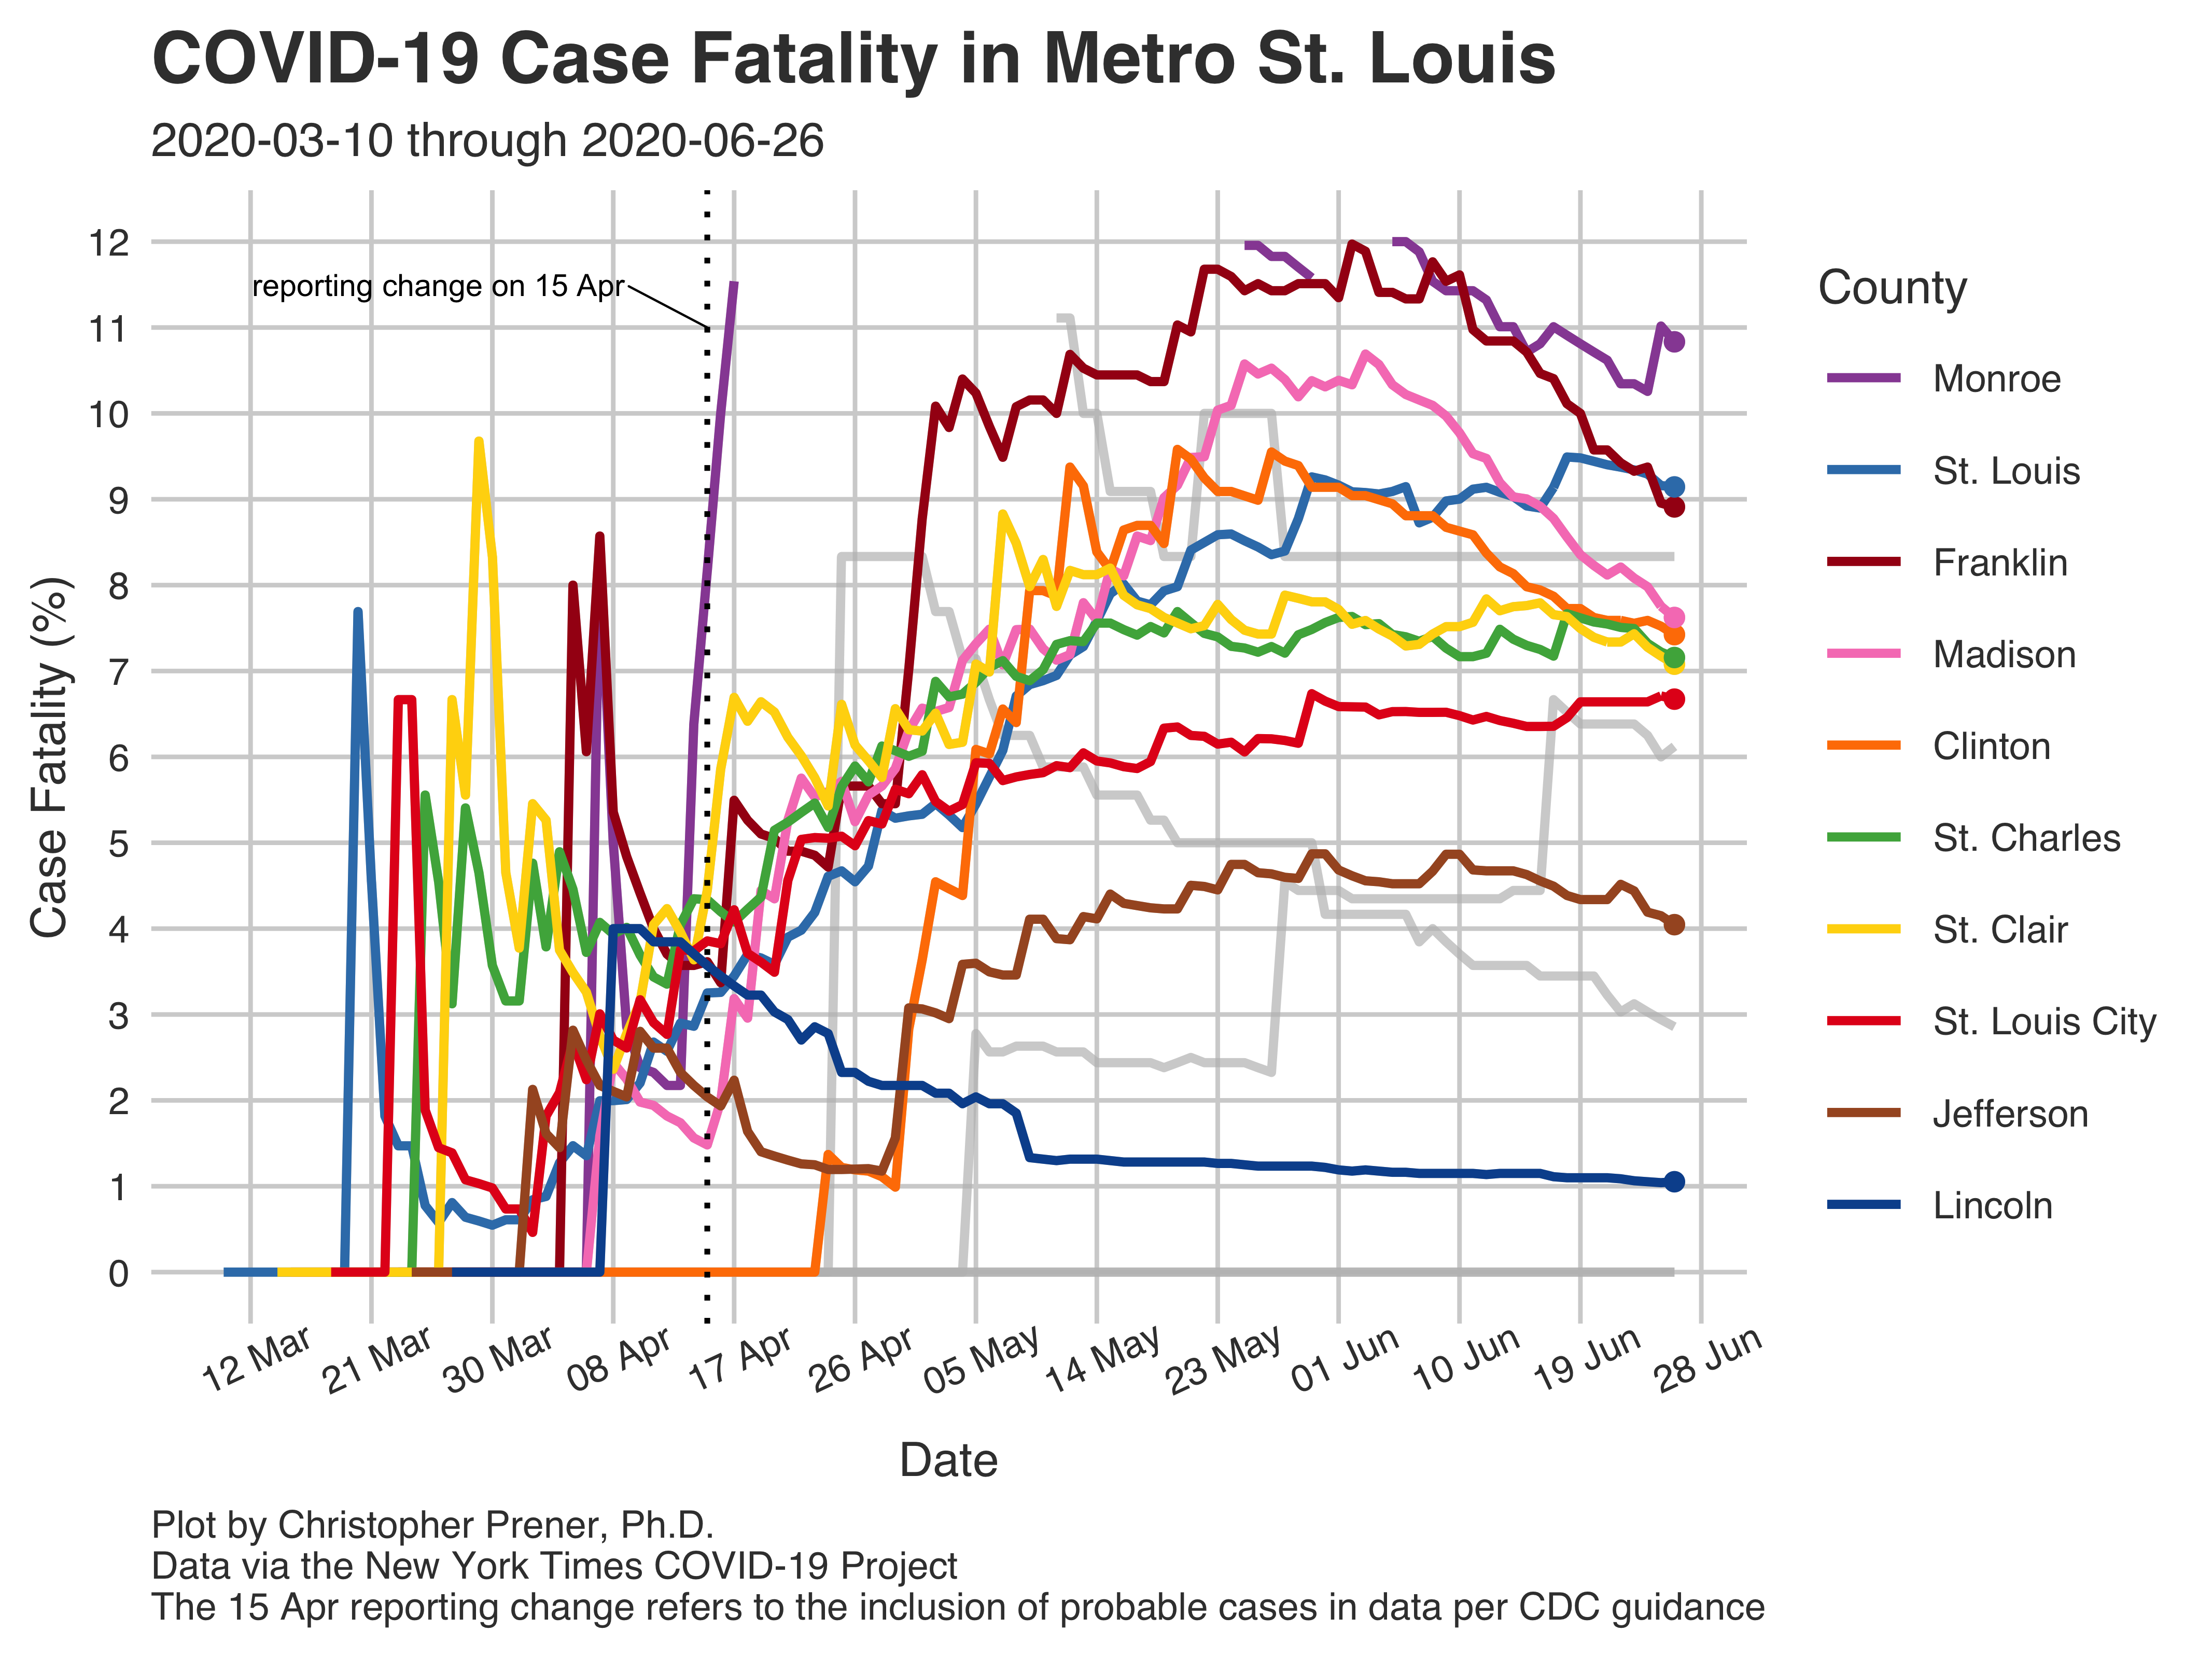 COVID-19 Case Fatality in Metro St. Louis
2020-03-10 through 2020-06-26
12
11
10
9
8
7
6
5
4
3
2
1
0
Case Fatality (%)
reporting change on 15 Apr
12 Mar
21 Mar
30 Mar
08 Apr
17 Apr
26 Apr
05 May
14 May
23 May
01 Jun
10 Jun
19 Jun
28 Jun
Date
County
Monroe
St. Louis
Franklin
Madison
Clinton
St. Charles
St. Clair
St. Louis City
Jefferson
Lincoln
Plot by Christopher Prener, Ph.D.
Data via the New York Times COVID-19 Project
The 15 Apr reporting change refers to the inclusion of probable cases in data per CDC guidance